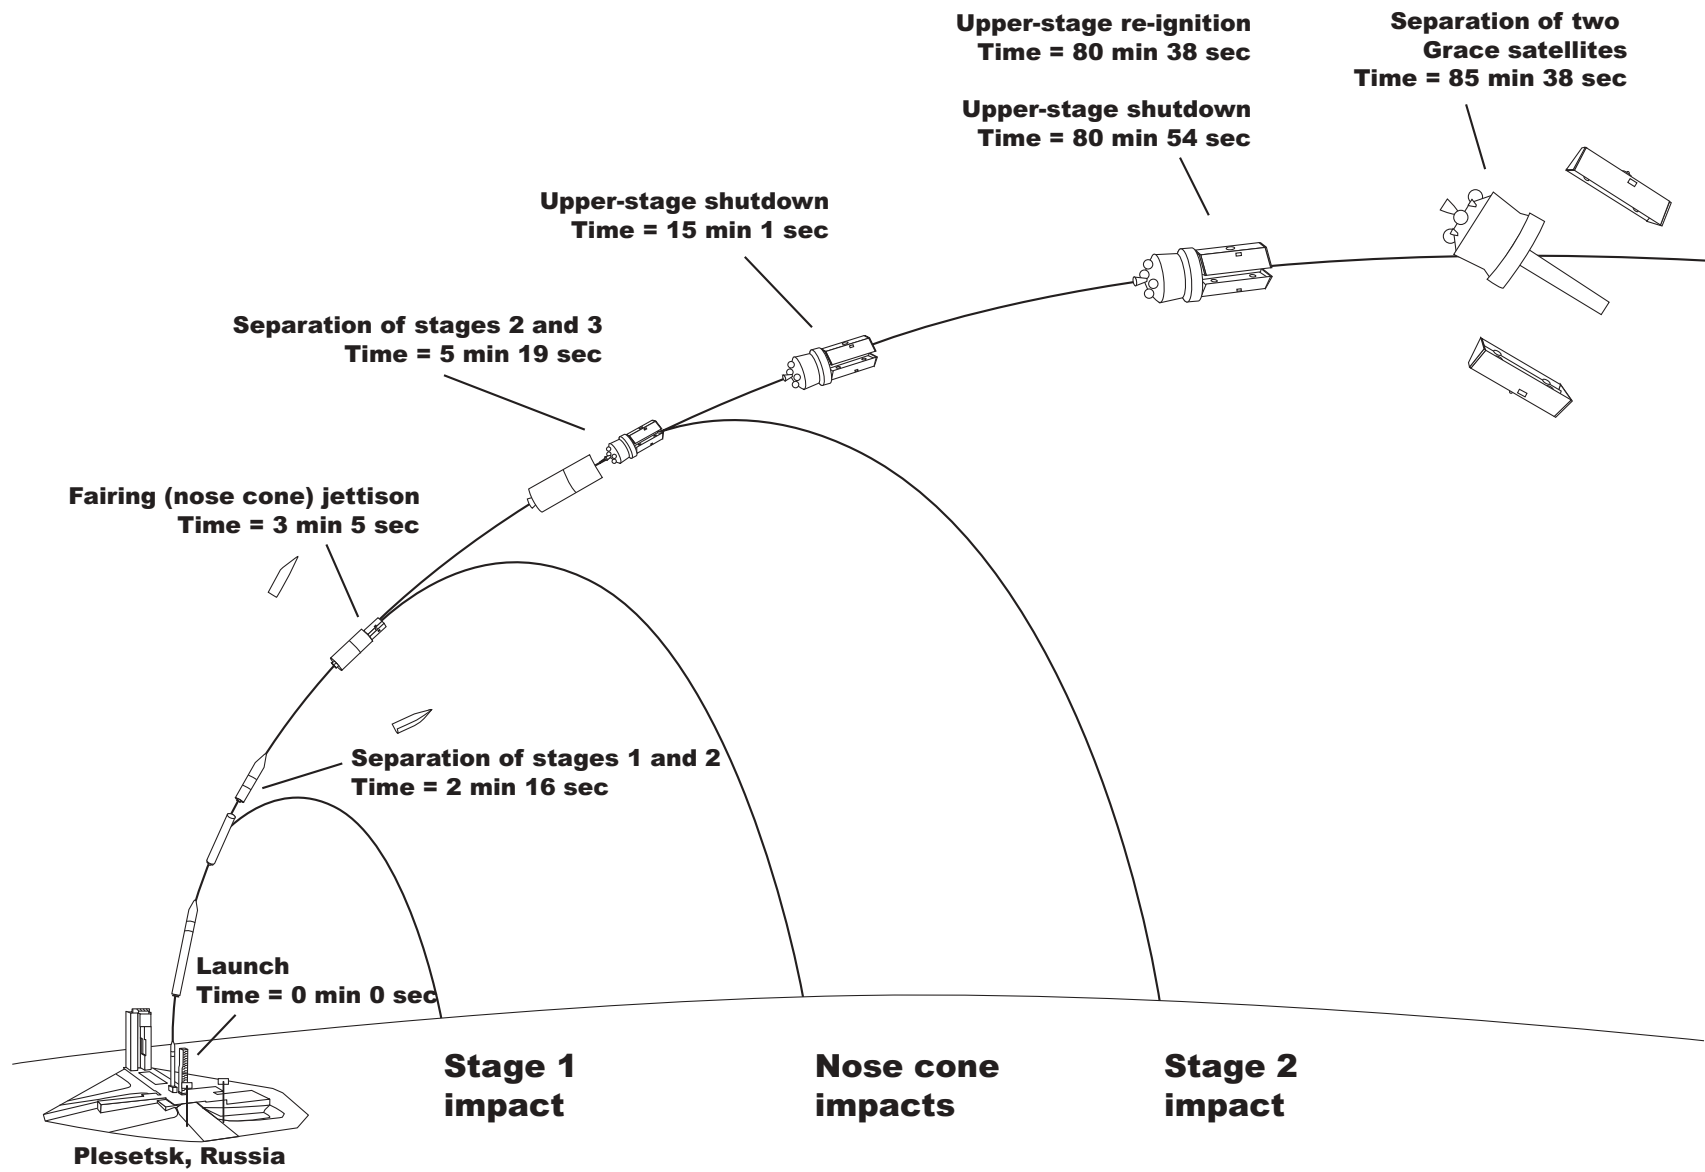 Upper-stage re-ignition
Time = 80 min 38 sec
Separation of two
Grace satellites
Time = 85 min 38 sec
Upper-stage shutdown
Time = 80 min 54 sec
Upper-stage shutdown
Time = 15 min 1 sec
Separation of stages 2 and 3
Time = 5 min 19 sec
Fairing (nose cone) jettison
Time = 3 min 5 sec
Separation of stages 1 and 2
Time = 2 min 16 sec
Launch
Time = 0 min 0 sec
Stage 1
impact
Nose cone
impacts
Stage 2
impact
Plesetsk, Russia